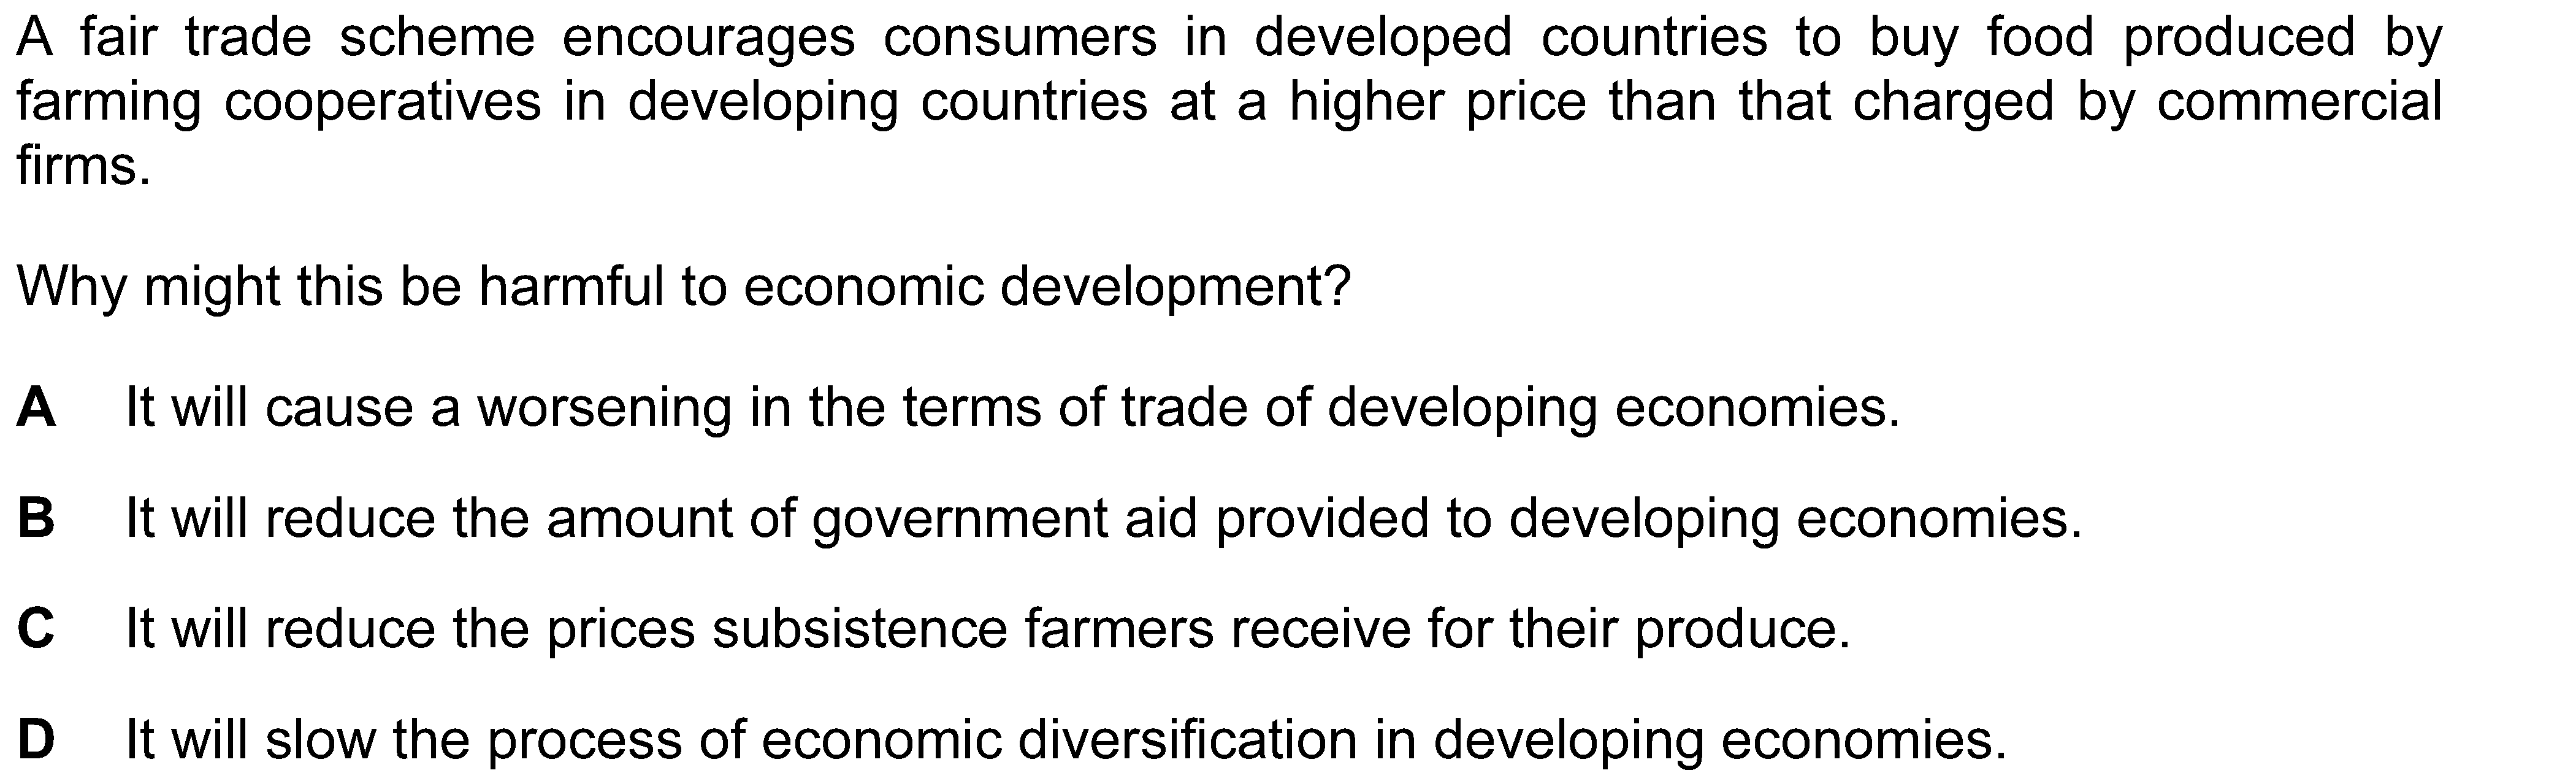 A fair trade scheme encourages consumers in developed countries to buy food produced by
farming cooperatives in developing countries at a higher price than that charged by commercial
firms.
Why might this be harmful to economic development?
A It will cause a worsening in the terms of trade of developing economies.
B It will reduce the amount of government aid provided to developing economies.
C It will reduce the prices subsistence farmers receive for their produce.
D It will slow the process of economic diversification in developing economies.